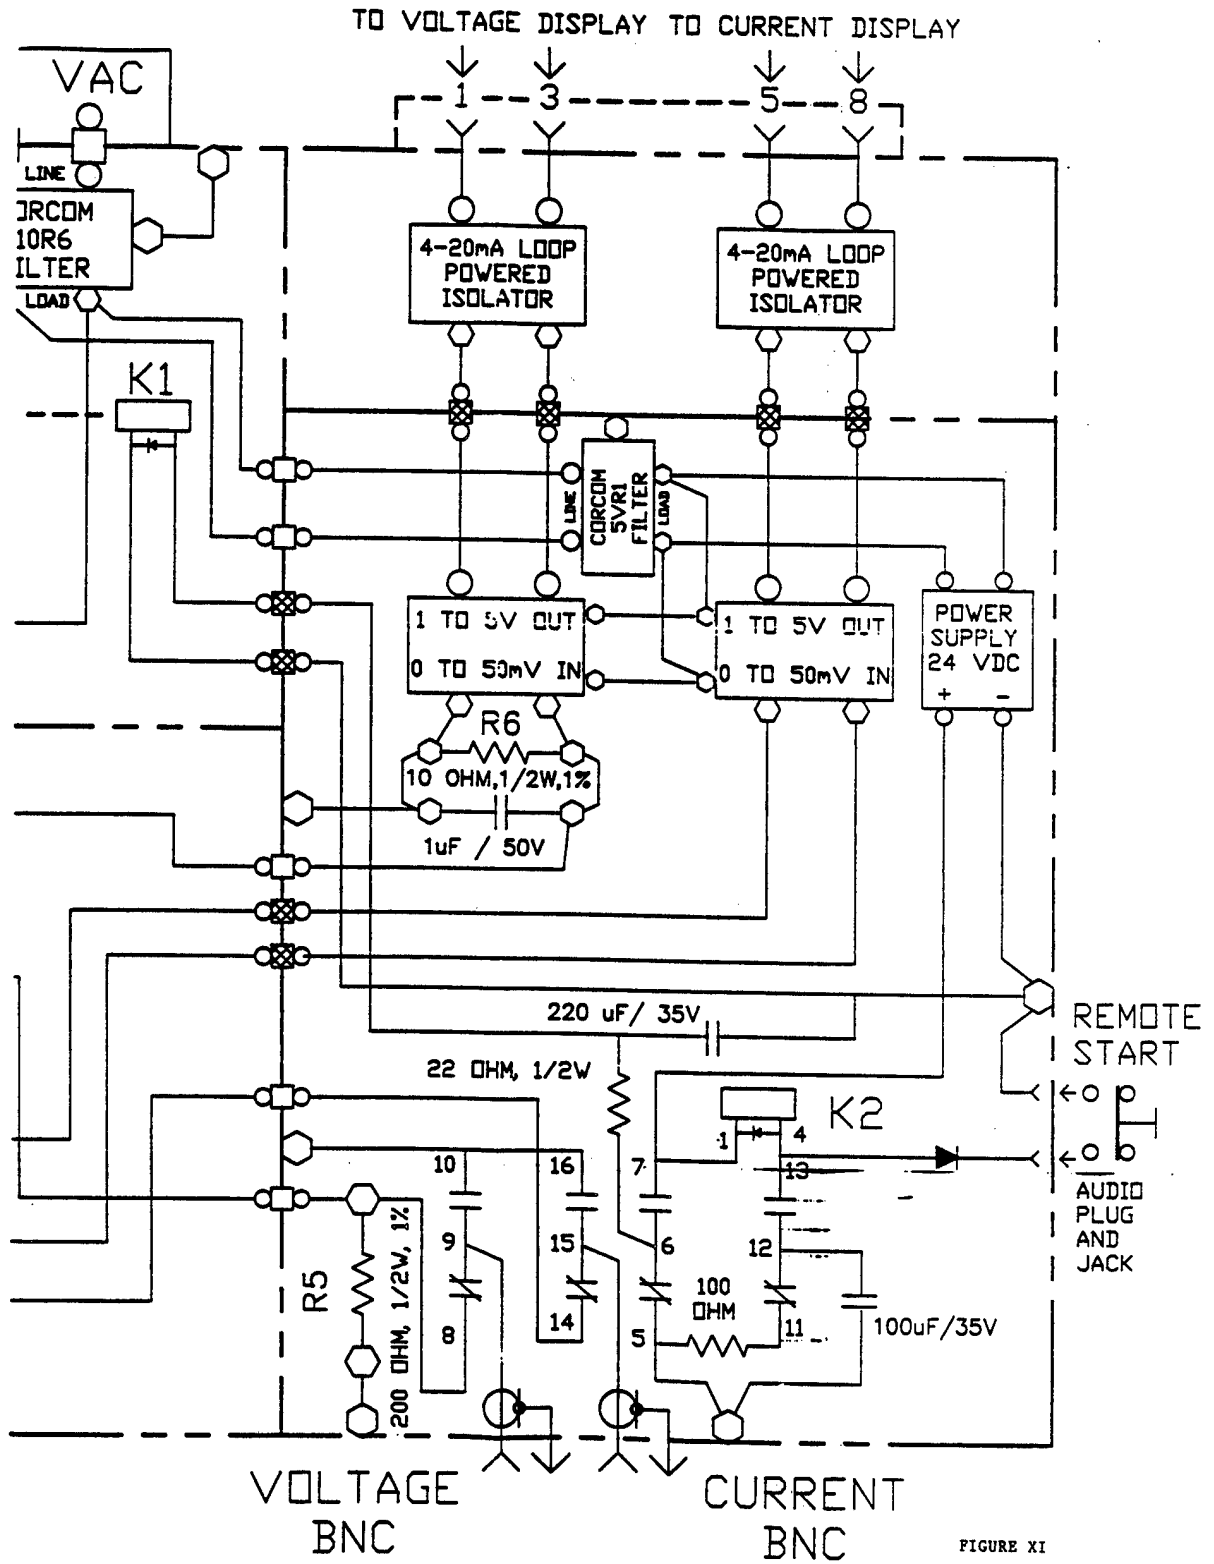 TO VOLTAGE DISPLAY TO CURRENT DISPLAY
VAC
1 3 5 8
LINE
ORCOM
10R6
ILTER
LOAD
4-20mA LOOP
POWERED
ISOLATOR
4-20mA LOOP
POWERED
ISOLATOR
K1
LINE
CORCOM
5VR1
FILTER
LOAD
1 TO 5V OUT
0 TO 50mV IN
1 TO 5V OUT
0 TO 50mV IN
POWER
SUPPLY
24 VDC
+ -
R6
10 OHM,1/2W,1%
1uF / 50V
220 uF/ 35V
22 OHM, 1/2W
REMOTE
START
K2
1 4
10 16 7 13
9 15 6 12
8 14 5 11
100
OHM
100uF/35V
R5
200 OHM, 1/2W, 1%
AUDIO
PLUG
AND
JACK
VOLTAGE
BNC
CURRENT
BNC
FIGURE XI